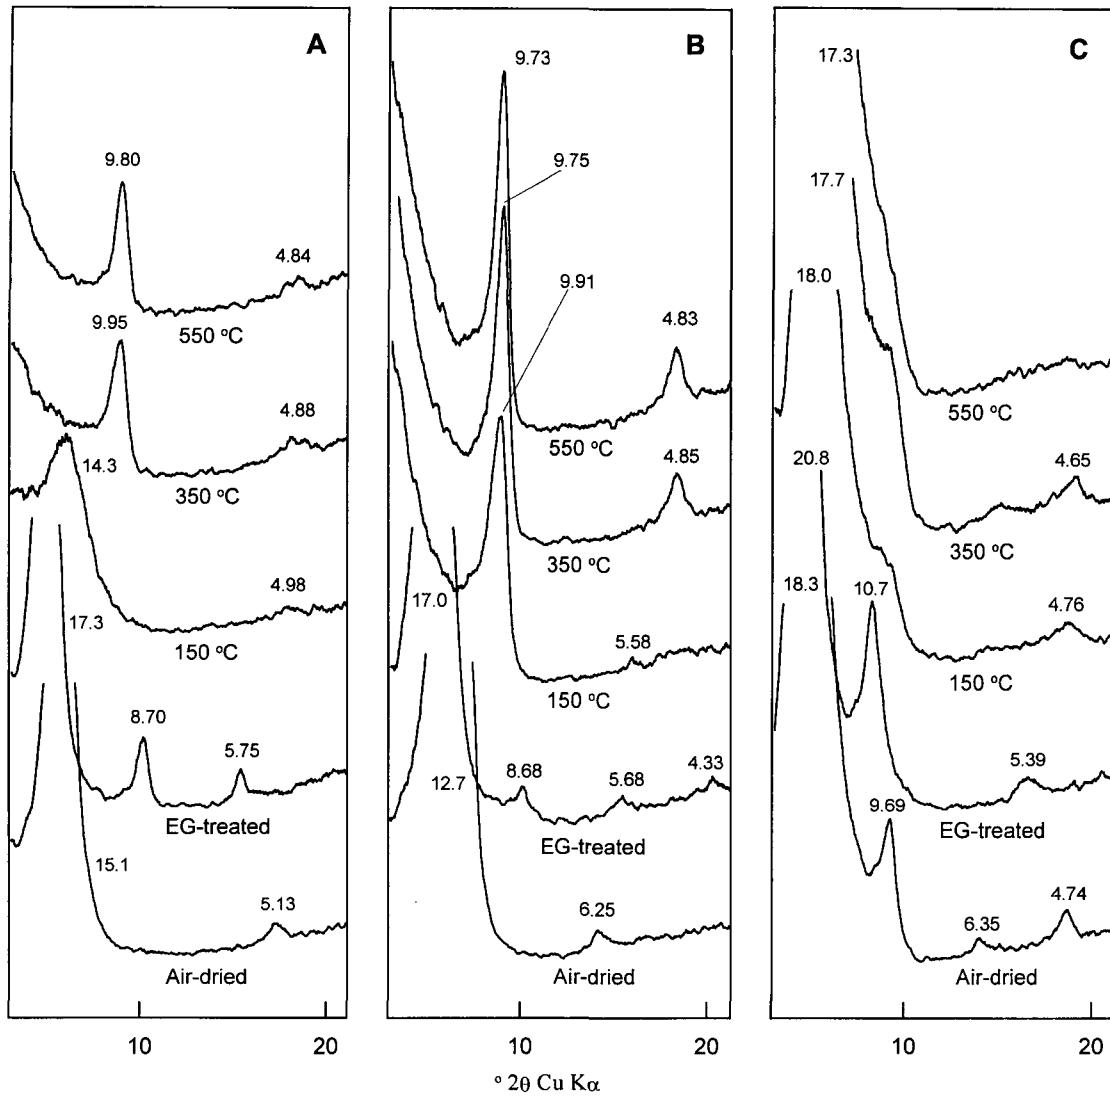 A
9.80
4.84
550 °C
9.95
4.88
350 °C
14.3
4.98
150 °C
17.3
8.70
5.75
EG-treated
15.1
5.13
Air-dried
10
20
B
9.73
9.75
9.91
4.83
550 °C
4.85
350 °C
17.0
5.58
150 °C
12.7
8.68
5.68
4.33
EG-treated
6.25
Air-dried
10
20
C
17.3
17.7
18.0
550 °C
20.8
4.65
350 °C
18.3
10.7
4.76
150 °C
5.39
EG-treated
9.69
6.35
4.74
Air-dried
10
20
° 2θ Cu Kα